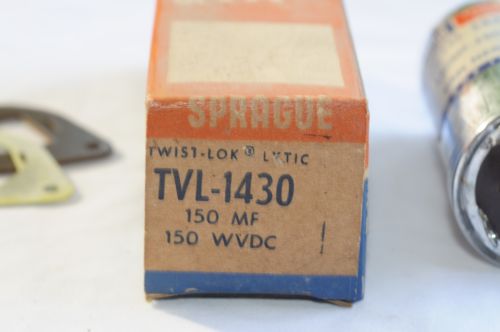 SPRAGUE
TWIST-LOK® LYTIC
TVL-1430
150 MF
150 WVDC